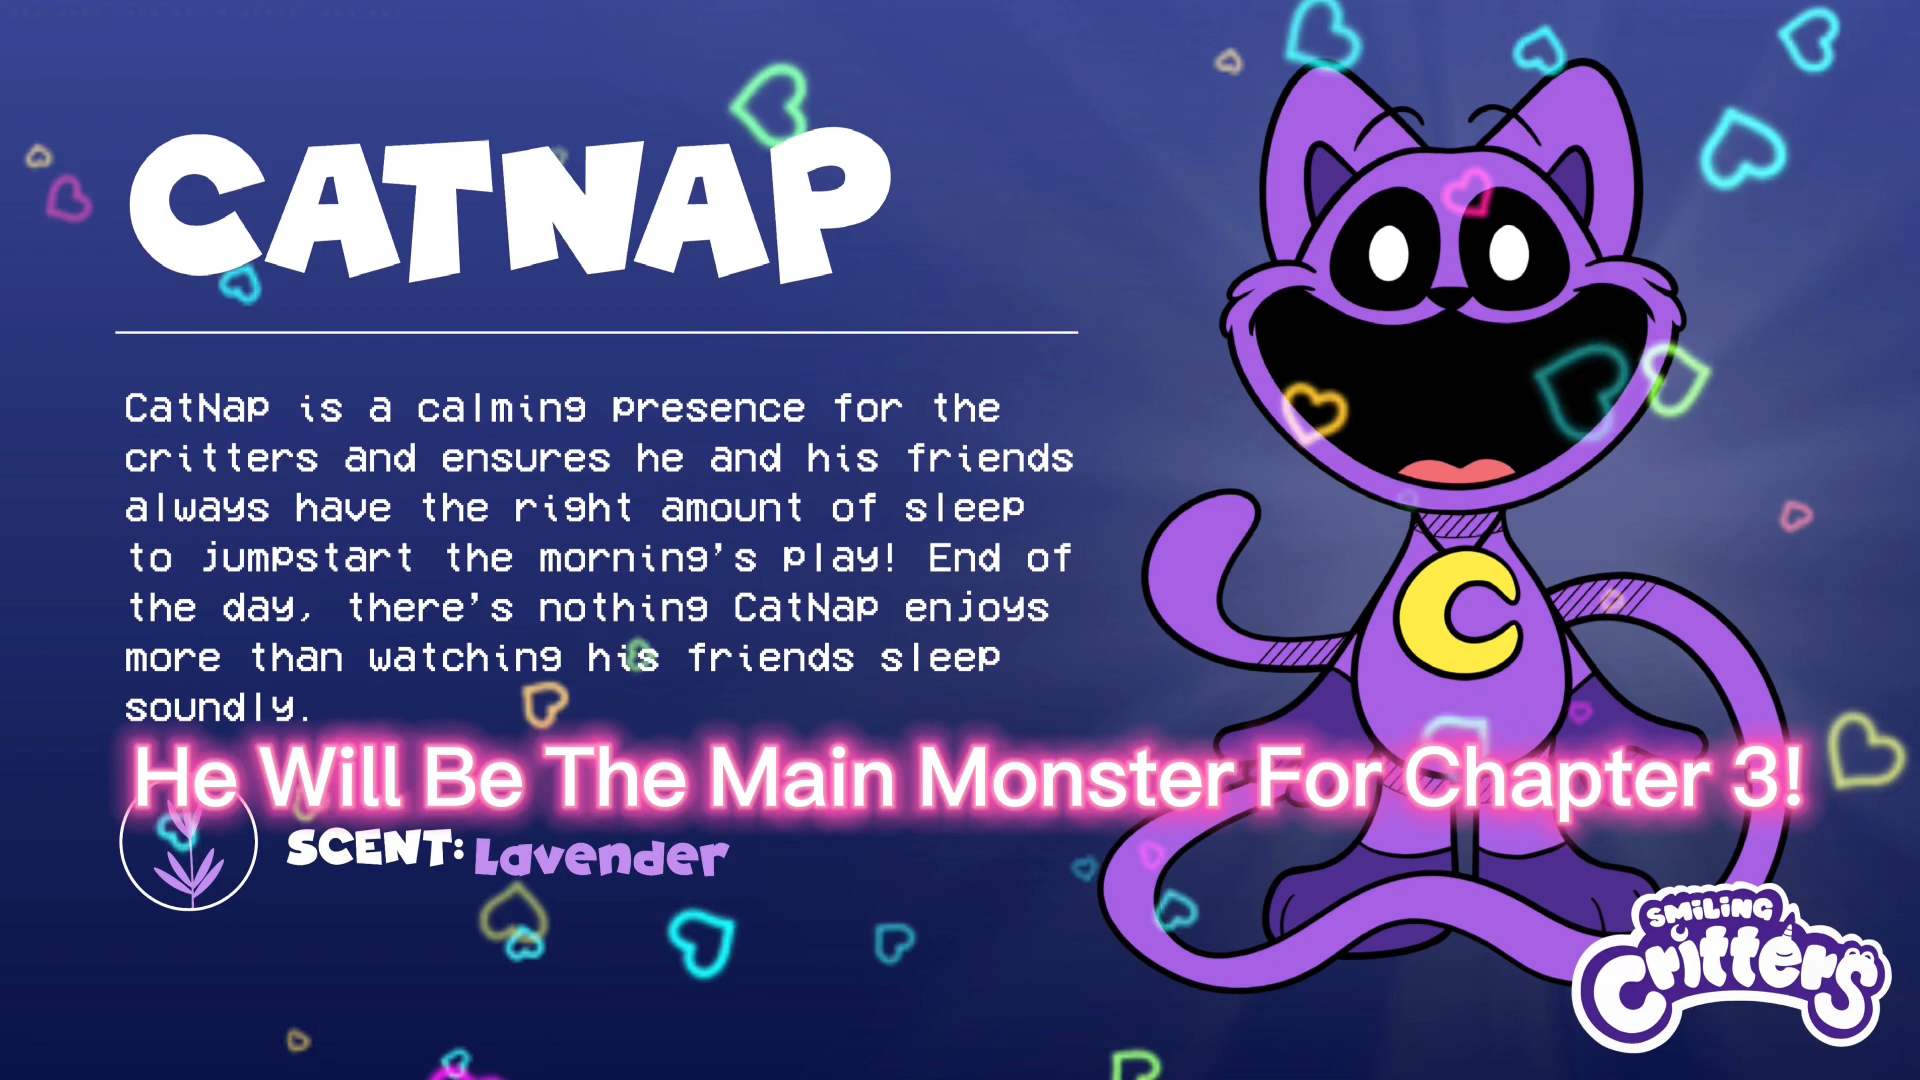 CATNAP
CatNap is a calming presence for the
critters and ensures he and his friends
always have the right amount of sleep
to jumpstart the morning's play! End of
the day, there's nothing CatNap enjoys
more than watching his friends sleep
soundly.
He Will Be The Main Monster For Chapter 3!
SCENT: Lavender
SMiLiNG
Critters